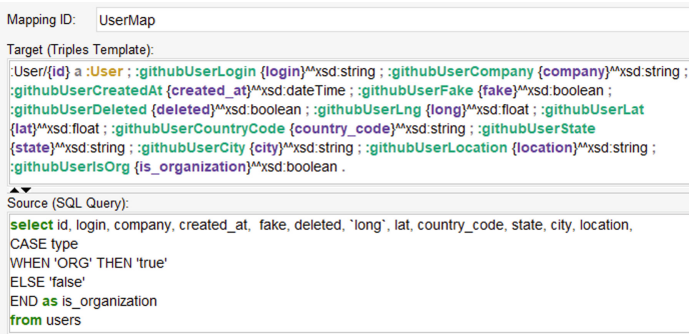 Mapping ID: UserMap
Target (Triples Template):
:User/{id} a :User ; :githubUserLogin {login}^^xsd:string ; :githubUserCompany {company}^^xsd:string ;
:githubUserCreatedAt {created_at}^^xsd:dateTime ; :githubUserFake {fake}^^xsd:boolean ;
:githubUserDeleted {deleted}^^xsd:boolean ; :githubUserLng {long}^^xsd:float ; :githubUserLat
{lat}^^xsd:float ; :githubUserCountryCode {country_code}^^xsd:string ; :githubUserState
{state}^^xsd:string ; :githubUserCity {city}^^xsd:string ; :githubUserLocation {location}^^xsd:string ;
:githubUserIsOrg {is_organization}^^xsd:boolean .
Source (SQL Query):
select id, login, company, created_at,  fake, deleted, `long`, lat, country_code, state, city, location,
CASE type
WHEN 'ORG' THEN 'true'
ELSE 'false'
END as is_organization
from users